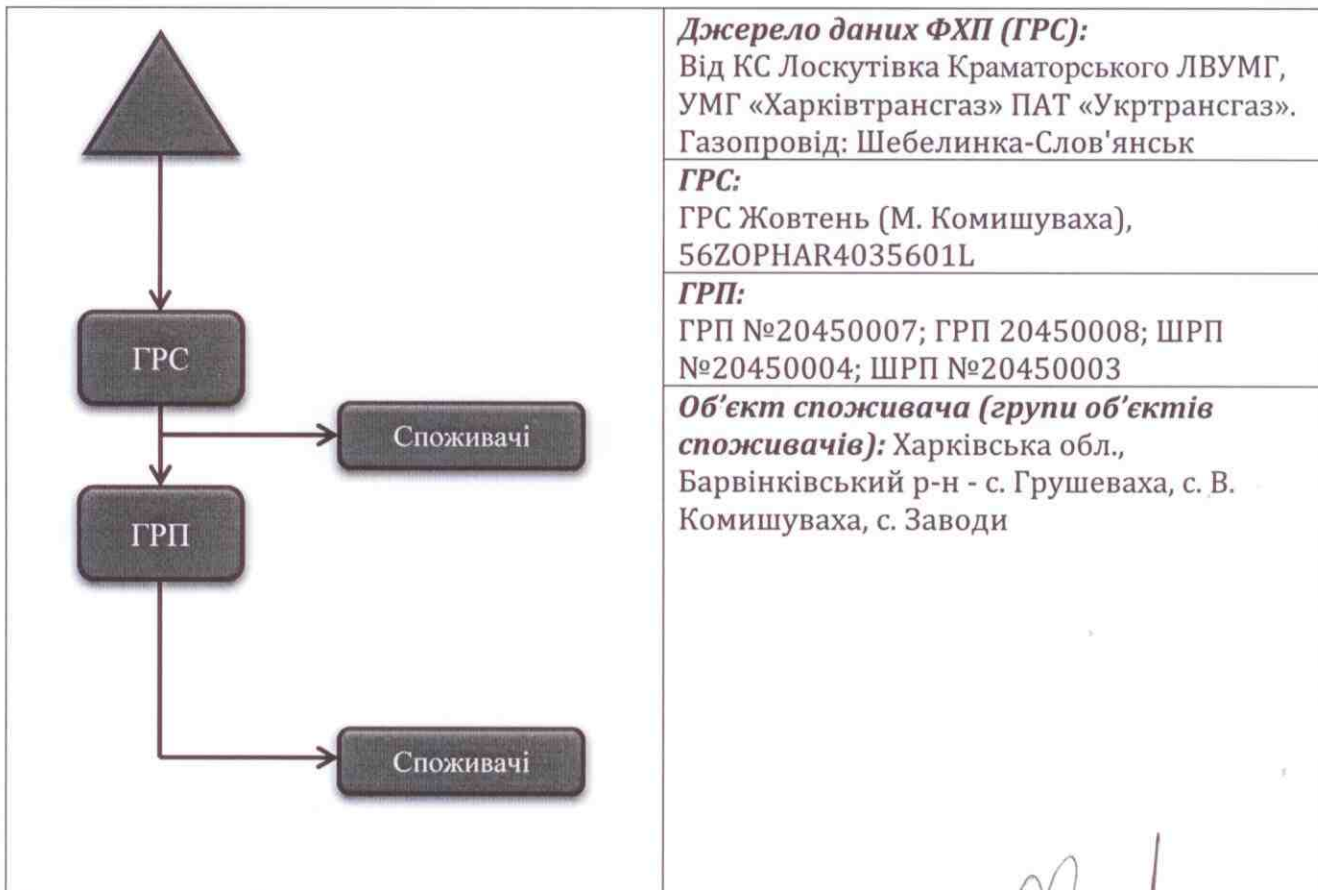 ГРС
Споживачі
ГРП
Споживачі
Джерело даних ФХП (ГРС):
Від КС Лоскутівка Краматорського ЛВУМГ,
УМГ «Харківтрансгаз» ПАТ «Укртрансгаз».
Газопровід: Шебелинка-Слов'янськ
ГРС:
ГРС Жовтень (М. Комишуваха),
56ZOPHAR4035601L
ГРП:
ГРП №20450007; ГРП 20450008; ШРП
№20450004; ШРП №20450003
Об’єкт споживача (групи об’єктів
споживачів): Харківська обл.,
Барвінківський р-н - с. Грушеваха, с. В.
Комишуваха, с. Заводи